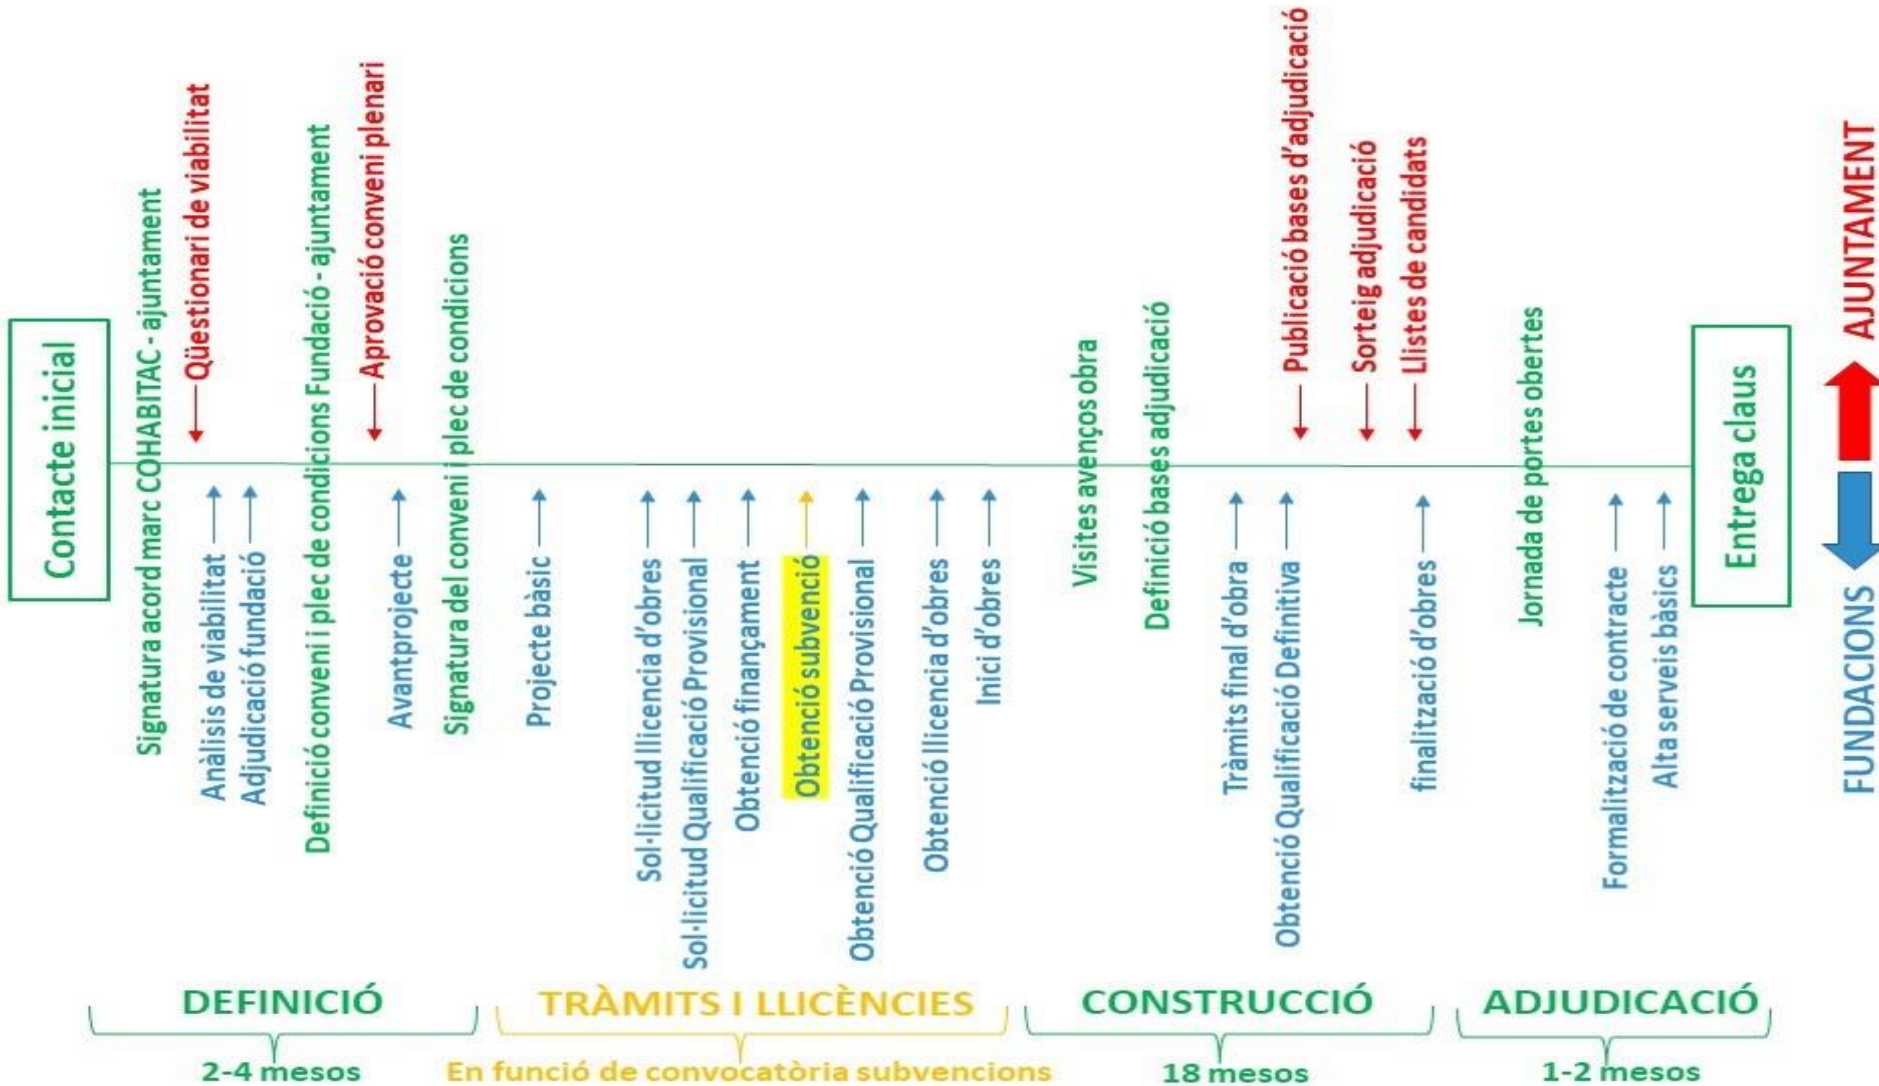 Contacte inicial
Signatura acord marc COHABITAC - ajuntament
Qüestionari de viabilitat
Anàlisis de viabilitat
Adjudicació fundació
Definició conveni i plec de condicions Fundació - ajuntament
Aprovació conveni plenari
Avantprojecte
Signatura del conveni i plec de condicions
Projecte bàsic
Sol·licitud llicencia d'obres
Sol·licitud Qualificació Provisional
Obtenció finançament
Obtenció subvenció
Obtenció Qualificació Provisional
Obtenció llicencia d'obres
Inici d'obres
Visites avenços obra
Definició bases adjudicació
Tràmits final d'obra
Obtenció Qualificació Definitiva
Publicació bases d'adjudicació
Sorteig adjudicació
Llistes de candidats
finalització d'obres
Jornada de portes obertes
Formalització de contracte
Alta serveis bàsics
Entrega claus
AJUNTAMENT
FUNDACIONS
DEFINICIÓ
2-4 mesos
TRÀMITS I LLICÈNCIES
En funció de convocatòria subvencions
CONSTRUCCIÓ
18 mesos
ADJUDICACIÓ
1-2 mesos